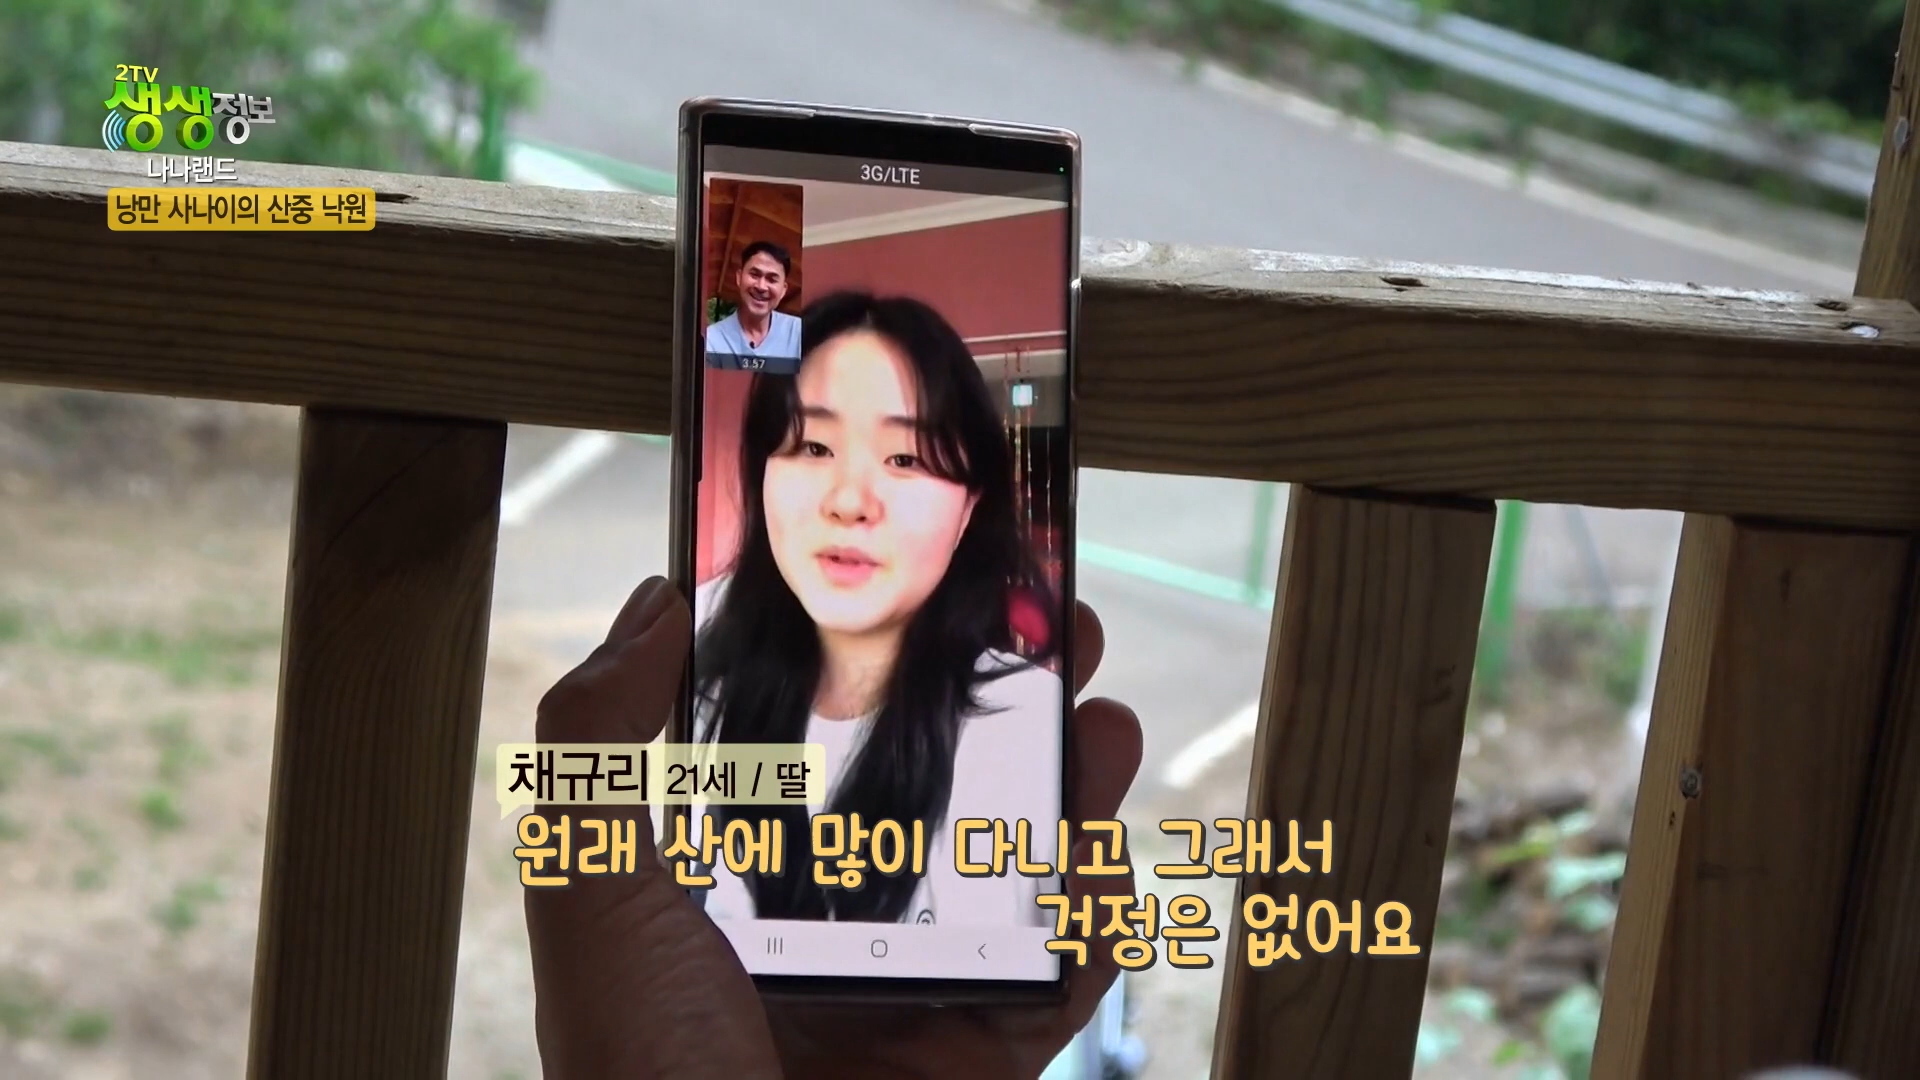 2TV
생생정보
나나랜드
낭만 사나이의 산중 낙원
3G/LTE
3:57
채규리 21세 / 딸
원래 산에 많이 다니고 그래서
걱정은 없어요